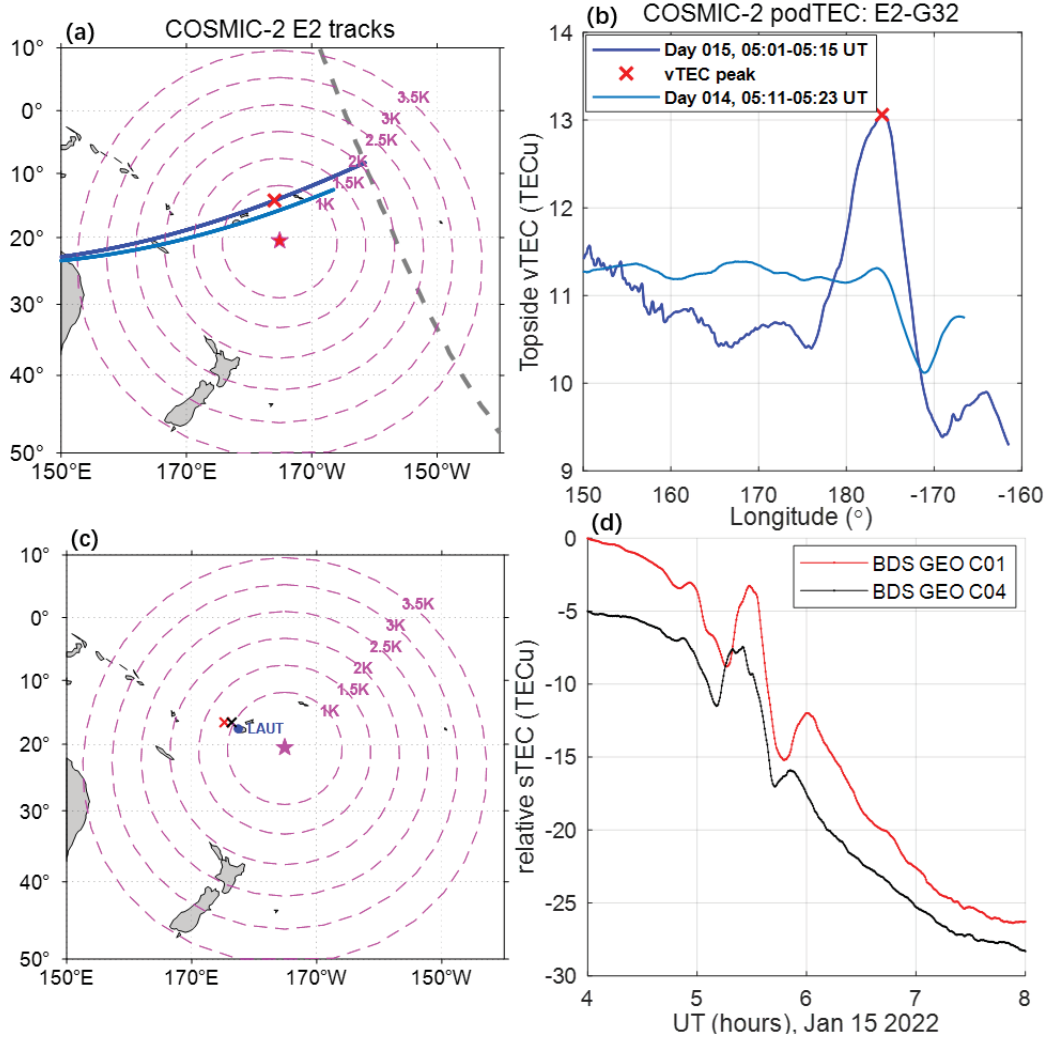 (a)
COSMIC-2 E2 tracks
10°
0°
10°
20°
30°
40°
50°
150°E
170°E
170°W
150°W
3.5K
3K
2.5K
2K
1.5K
1K
(b)
COSMIC-2 podTEC: E2-G32
Day 015, 05:01-05:15 UT
vTEC peak
Day 014, 05:11-05:23 UT
Topside vTEC (TECu)
14
13
12
11
10
9
150
160
170
180
-170
-160
Longitude (°)
(c)
10°
0°
10°
20°
30°
40°
50°
150°E
170°E
170°W
150°W
3.5K
3K
2.5K
2K
1.5K
1K
LAUT
(d)
BDS GEO C01
BDS GEO C04
relative sTEC (TECu)
0
-5
-10
-15
-20
-25
-30
4
5
6
7
8
UT (hours), Jan 15 2022